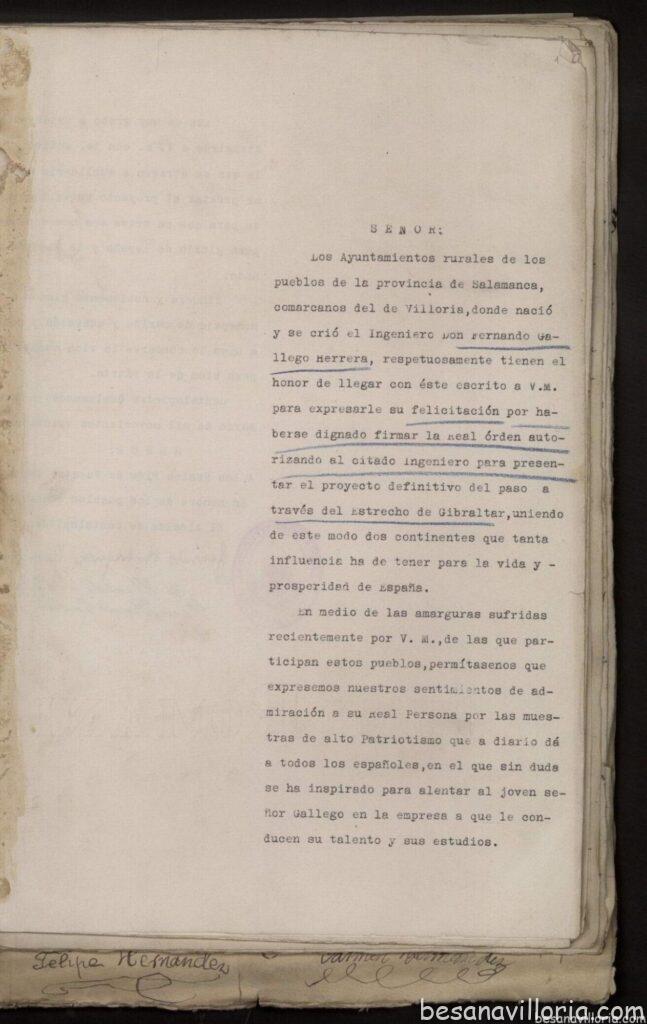 SEÑOR:
Los Ayuntamientos rurales de los
pueblos de la provincia de Salamanca,
comarcanos del de Villoria,donde nació
y se crió el Ingeniero Don Fernando Ga-
llego Herrera, respetuosamente tienen el
honor de llegar con éste escrito a V.M.
para expresarle su felicitación por ha-
berse dignado firmar la Real órden auto-
rizando al citado Ingeniero para presen-
tar el proyecto definitivo del paso a
través del Estrecho de Gibraltar,uniendo
de este modo dos continentes que tanta
influencia ha de tener para la vida y -
prosperidad de España.
En medio de las amarguras sufridas
recientemente por V. M.,de las que par-
ticipan estos pueblos,permítasenos que
expresemos nuestros sentimientos de ad-
miración a su Real Persona por las mues-
tras de alto Patriotismo que a diario dá
a todos los españoles,en el que sin duda
se ha inspirado para alentar al joven se-
ñor Gallego en la empresa a que le con-
ducen su talento y sus estudios.
Felipe Hernández
Carmen Hernández
besanavilloria.com
besanavilloria.com